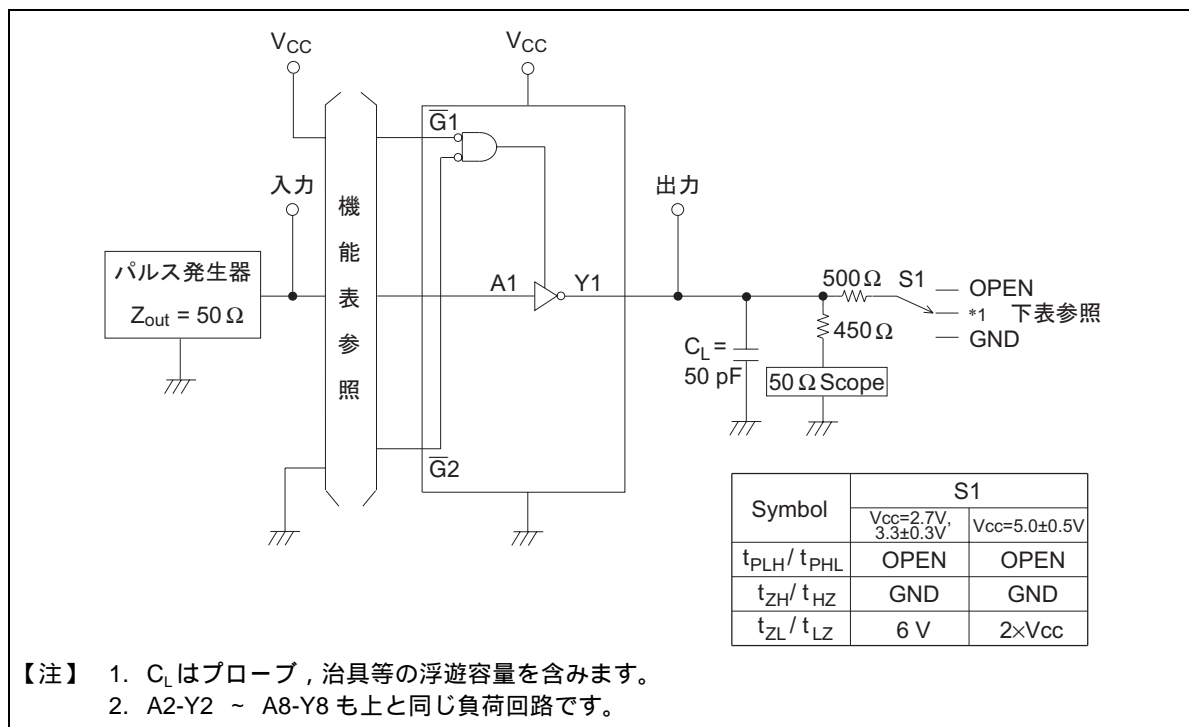 VCC
VCC
G1
入力
機能表参照
出力
パルス発生器
Zout = 50 Ω
A1
Y1
500 Ω
S1
OPEN
*1 下表参照
GND
450 Ω
CL =
50 pF
50 Ω Scope
G2
Symbol
S1
Vcc=2.7V,
3.3±0.3V
Vcc=5.0±0.5V
tPLH / tPHL OPEN OPEN
tZH / tHZ GND GND
tZL / tLZ 6 V 2×Vcc
【注】 1. CLはプローブ , 治具等の浮遊容量を含みます。
2. A2-Y2 ~ A8-Y8 も上と同じ負荷回路です。